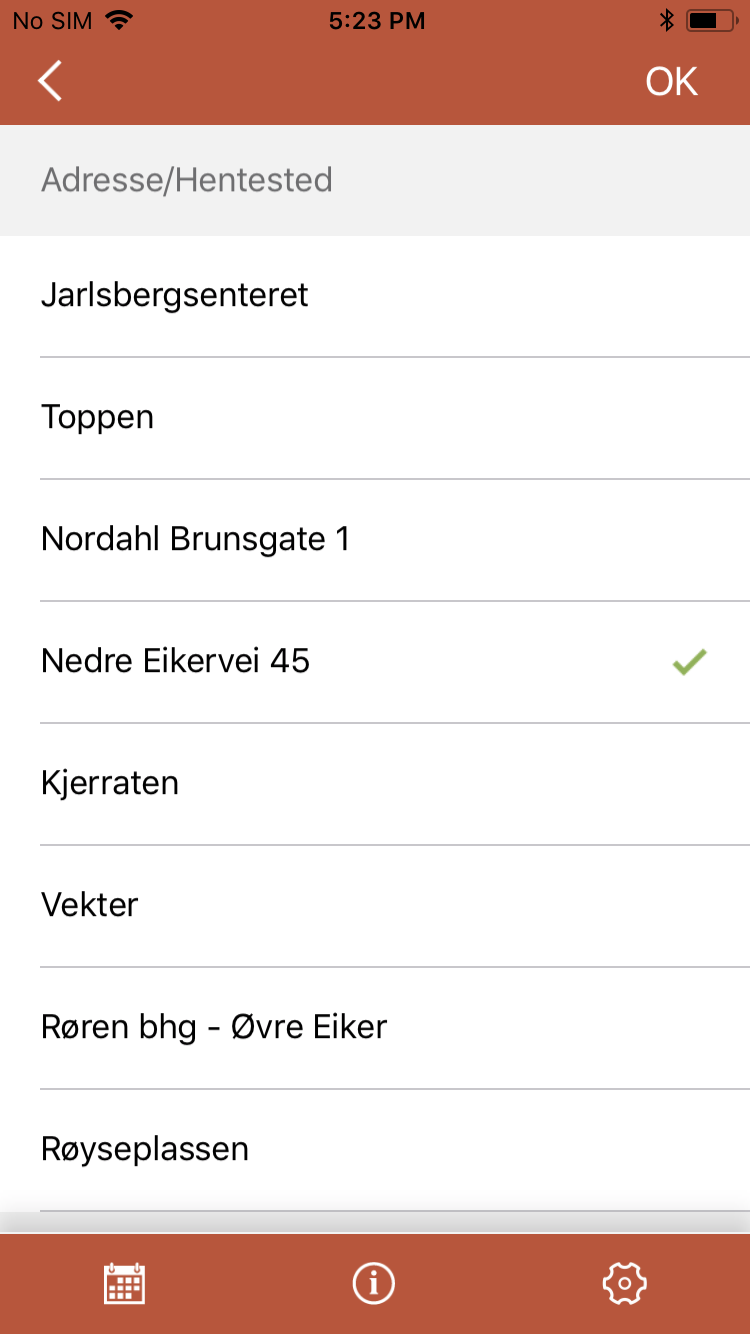 No SIM 5:23 PM
OK
Adresse/Hentested
Jarlsbergsenteret
Toppen
Nordahl Brunsgate 1
Nedre Eikervei 45
Kjerraten
Vekter
Røren bhg - Øvre Eiker
Røyseplassen